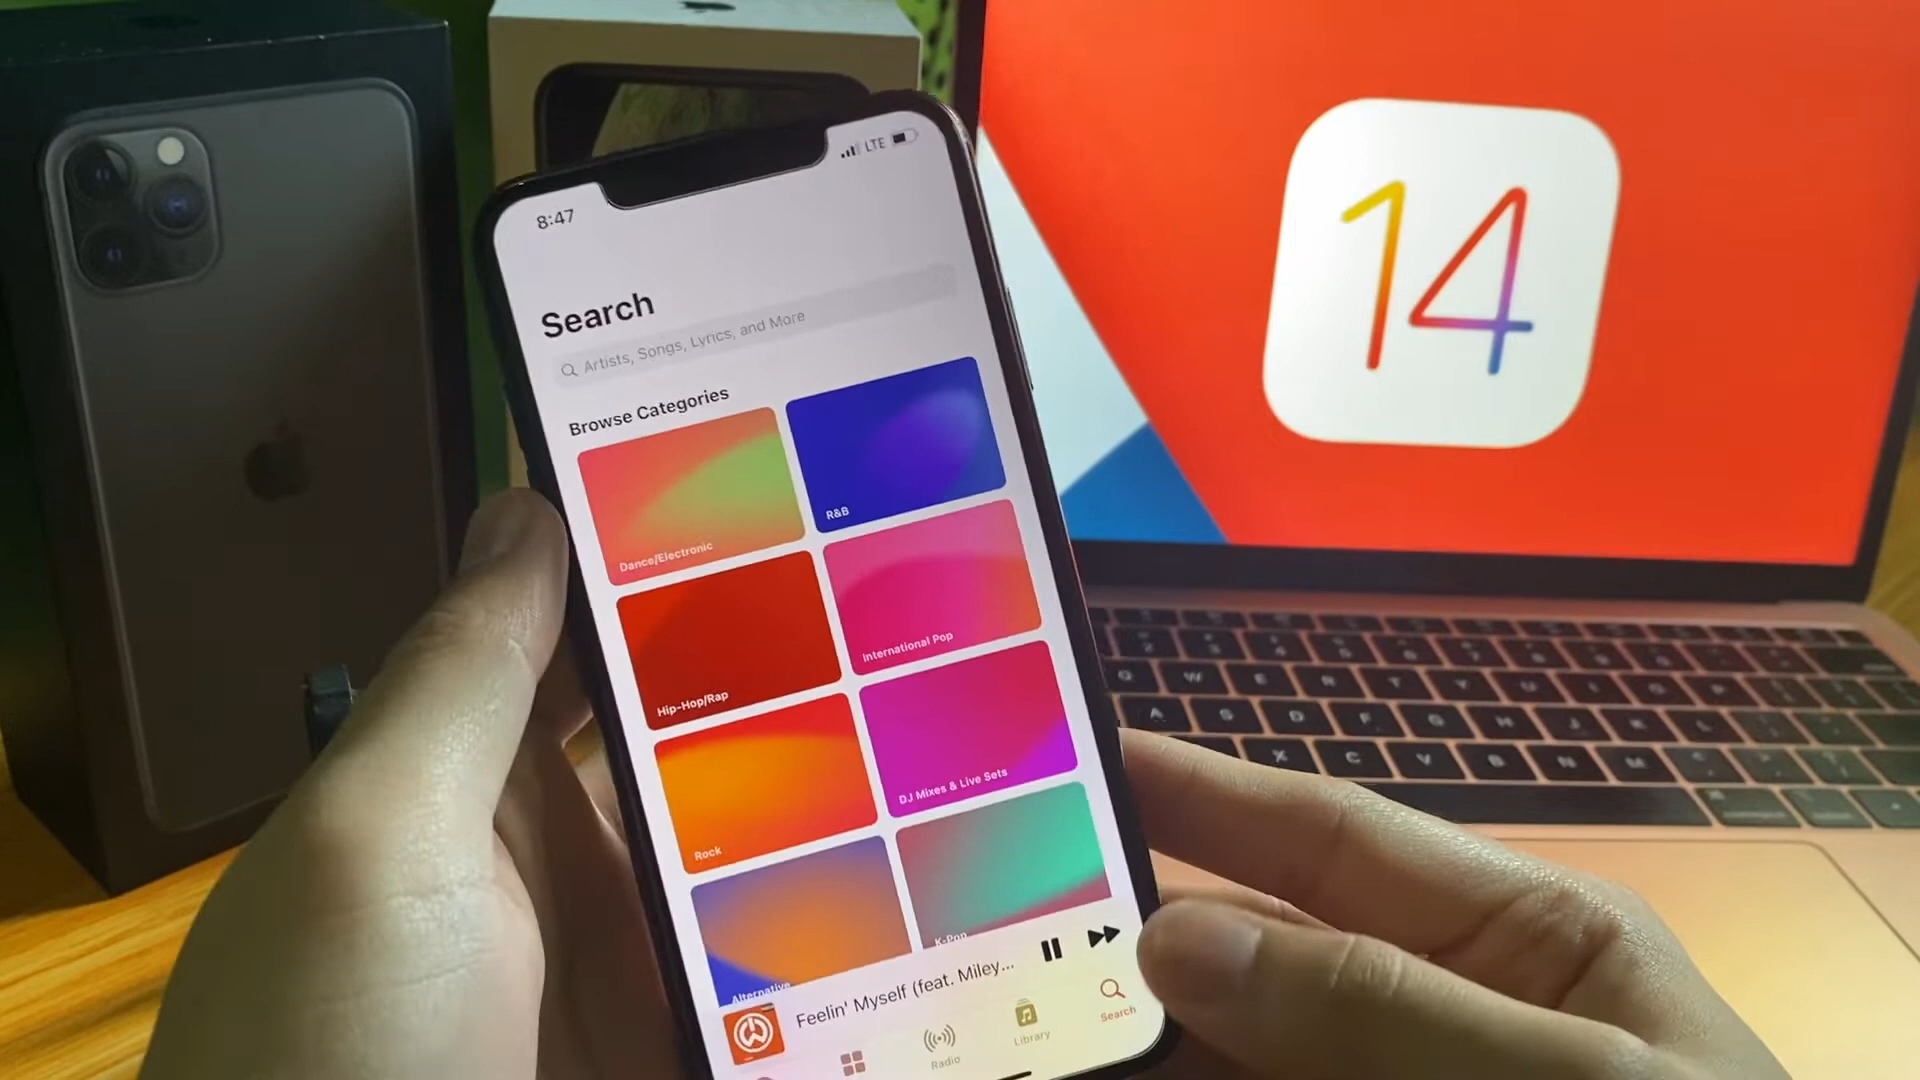 8:47
LTE
Search
Artists, Songs, Lyrics, and More
Browse Categories
Dance/Electronic
R&B
Hip-Hop/Rap
International Pop
Rock
DJ Mixes & Live Sets
Alternative
K-Pop
Feelin' Myself (feat. Miley...
Radio
Library
Search
14
Q W E R T Y U I O P
A S D F G H J K L
X C V B N M